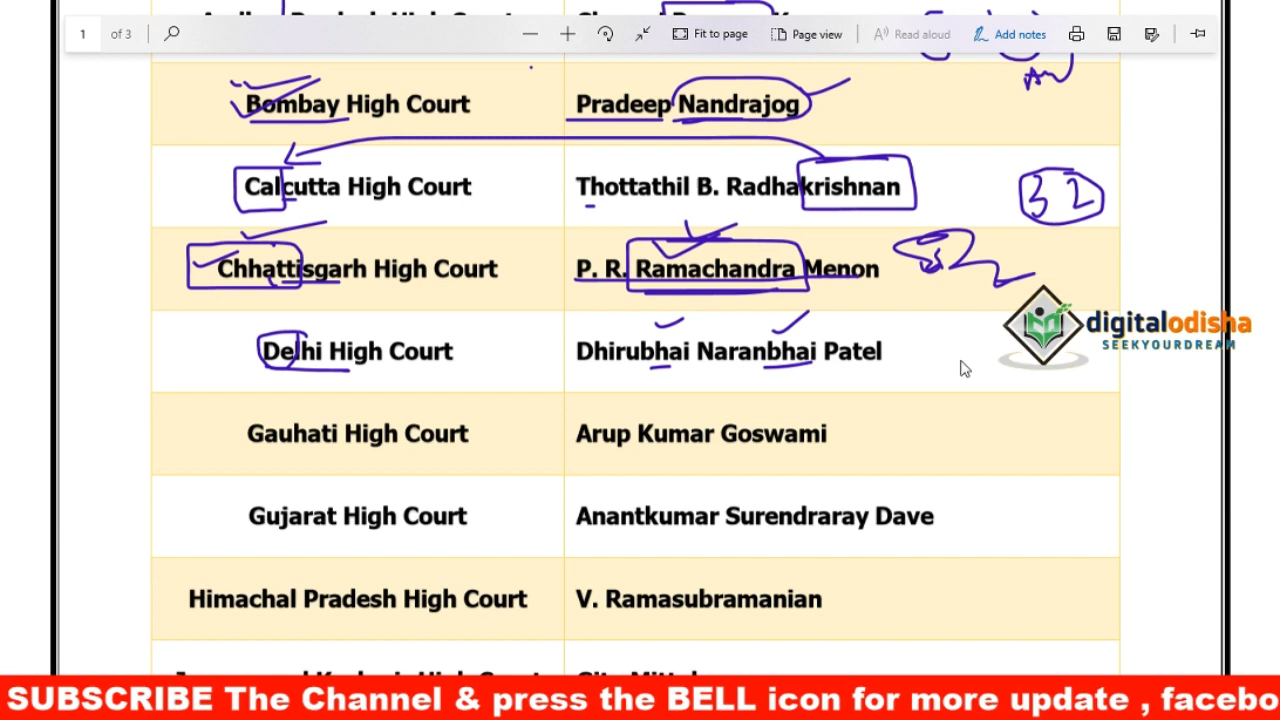 1 of 3 Fit to page Page view Read aloud Add notes
Bombay High Court Pradeep Nandrajog
Calcutta High Court Thottathil B. Radhakrishnan 32
Chhattisgarh High Court P. R. Ramachandra Menon
digitalodisha
SEEKYOURDREAM
Delhi High Court Dhirubhai Naranbhai Patel
Gauhati High Court Arup Kumar Goswami
Gujarat High Court Anantkumar Surendraray Dave
Himachal Pradesh High Court V. Ramasubramanian
SUBSCRIBE The Channel & press the BELL icon for more update , facebo